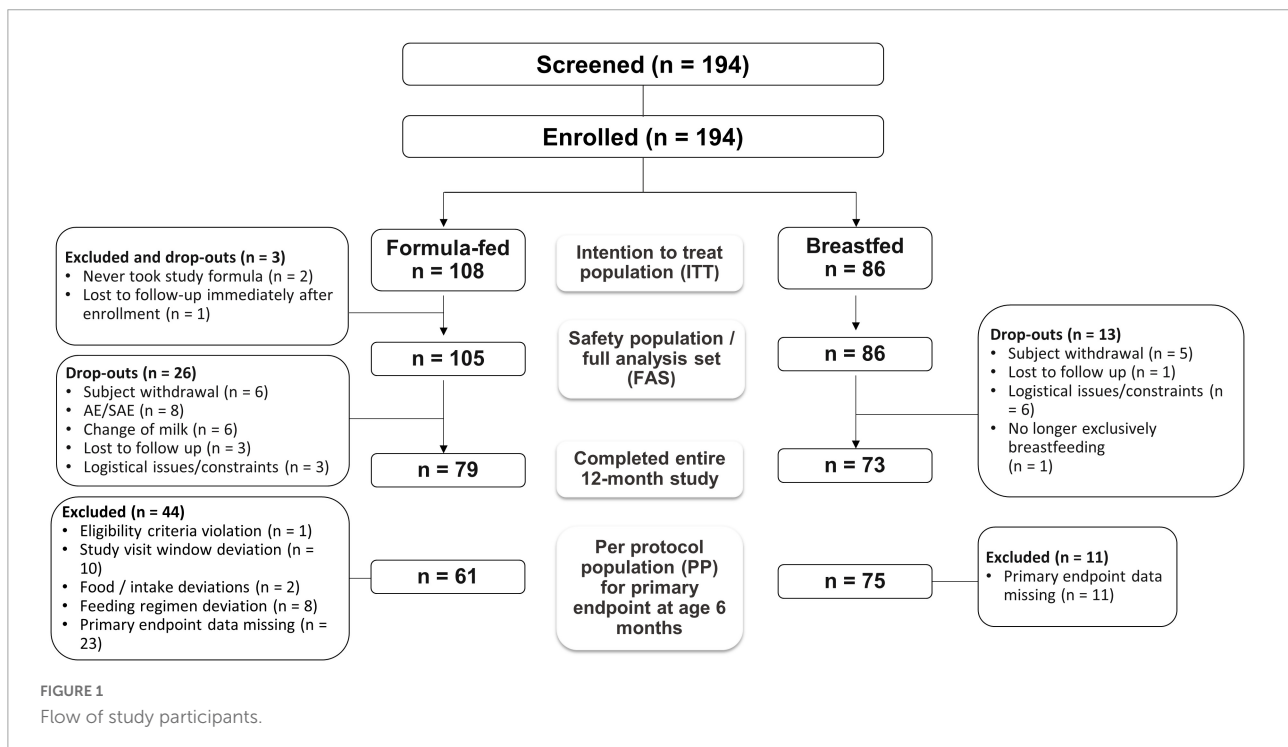 Screened (n = 194)
Enrolled (n = 194)
Excluded and drop-outs (n = 3)
• Never took study formula (n = 2)
• Lost to follow-up immediately after
enrollment (n = 1)
Formula-fed
n = 108
Intention to treat
population (ITT)
Breastfed
n = 86
Drop-outs (n = 26)
• Subject withdrawal (n = 6)
• AE/SAE (n = 8)
• Change of milk (n = 6)
• Lost to follow up (n = 3)
• Logistical issues/constraints (n = 3)
n = 105
Safety population /
full analysis set
(FAS)
n = 86
Drop-outs (n = 13)
• Subject withdrawal (n = 5)
• Lost to follow up (n = 1)
• Logistical issues/constraints (n
= 6)
• No longer exclusively
breastfeeding
(n = 1)
n = 79
Completed entire
12-month study
n = 73
Excluded (n = 44)
• Eligibility criteria violation (n = 1)
• Study visit window deviation (n =
10)
• Food / intake deviations (n = 2)
• Feeding regimen deviation (n = 8)
• Primary endpoint data missing (n =
23)
n = 61
Per protocol
population (PP)
for primary
endpoint at age 6
months
n = 75
Excluded (n = 11)
• Primary endpoint data
missing (n = 11)
FIGURE 1
Flow of study participants.